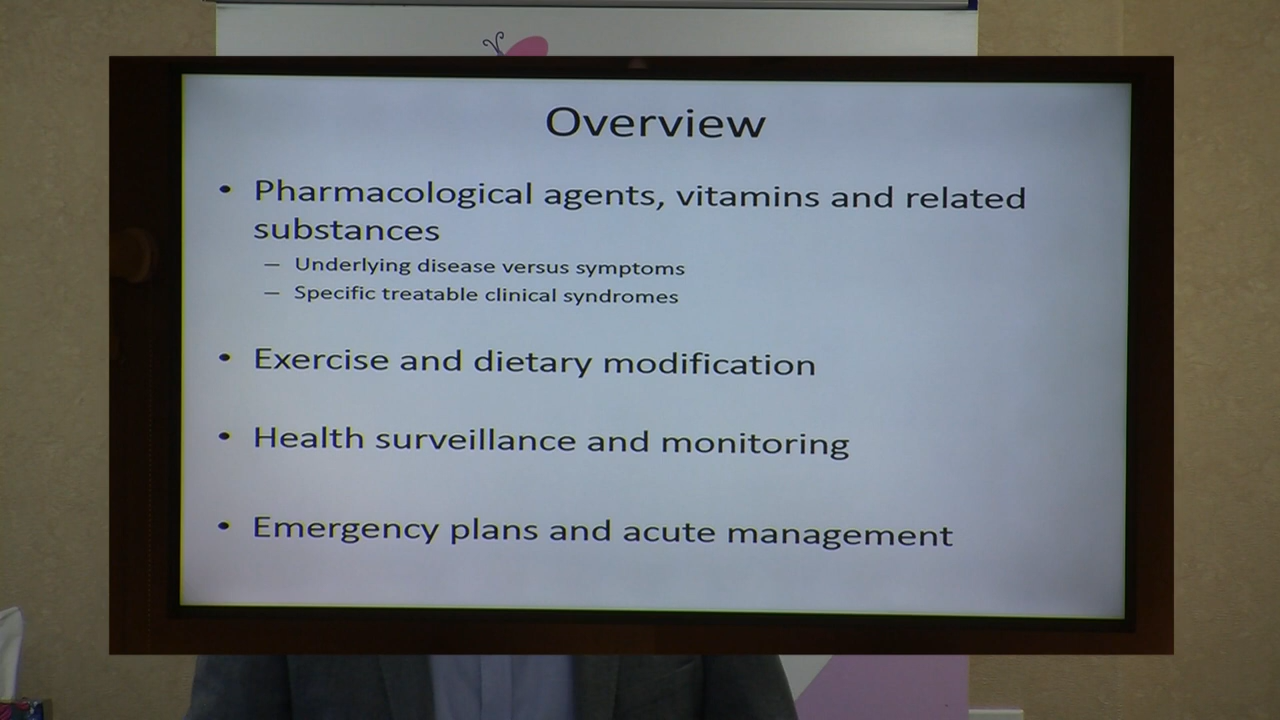 Overview
• Pharmacological agents, vitamins and related
substances
– Underlying disease versus symptoms
– Specific treatable clinical syndromes
• Exercise and dietary modification
• Health surveillance and monitoring
• Emergency plans and acute management